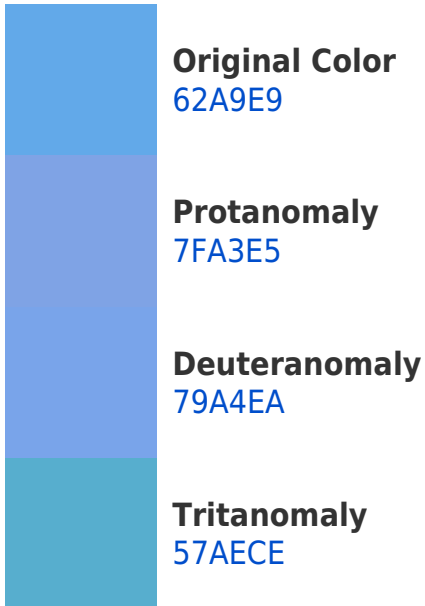 Original Color
62A9E9
Protanomaly
7FA3E5
Deuteranomaly
79A4EA
Tritanomaly
57AECE